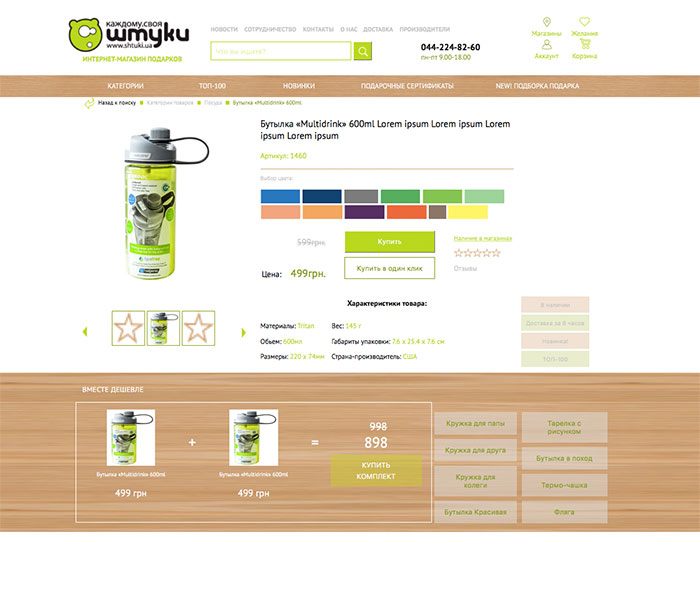 каждому своя
штуки
www.shtuki.ua
ИНТЕРНЕТ-МАГАЗИН ПОДАРКОВ
НОВОСТИ СОТРУДНИЧЕСТВО КОНТАКТЫ О НАС ДОСТАВКА ПРОИЗВОДИТЕЛИ
Что вы ищете?
044-224-82-60
пн-пт 9.00-18.00
Магазины Желания
Аккаунт Корзина
КАТЕГОРИИ ТОП-100 НОВИНКИ ПОДАРОЧНЫЕ СЕРТИФИКАТЫ NEW! ПОДБОРКА ПОДАРКА
Назад к поиску Категории товаров Посуда Бутылка «Multidrink» 600ml
Бутылка «Multidrink» 600ml Lorem ipsum Lorem ipsum Lorem
ipsum Lorem ipsum
Артикул: 1460
Выбор цвета:
599грн.
Купить
Наличие в магазинах
Цена: 499грн.
Купить в один клик
Отзывы
Характеристики товара:
Материалы: Tritan Вес: 145 г
Обьем: 600мл Габариты упаковки: 7.6 x 25.4 x 7.6 см
Размеры: 220 x 74мм Страна-производитель: США
В наличии
Доставка за 6 часов
Новинка!
ТОП-100
ВМЕСТЕ ДЕШЕВЛЕ
Бутылка «Multidrink» 600ml
499 грн
+
Бутылка «Multidrink» 600ml
499 грн
=
998
898
КУПИТЬ
КОМПЛЕКТ
Кружка для папы
Кружка для друга
Кружка для
колеги
Бутылка Красивая
Тарелка с
рисунком
Бутылка в поход
Термо-чашка
Фляга